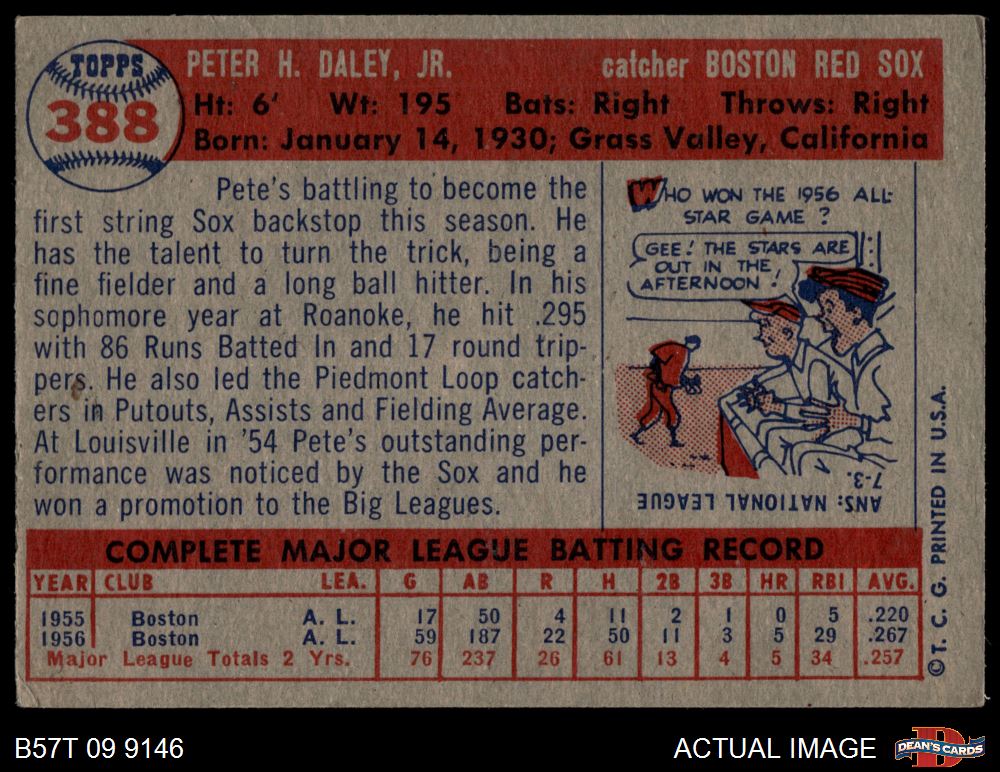 TOPPS
388
PETER H. DALEY, JR. catcher BOSTON RED SOX
Ht: 6' Wt: 195 Bats: Right Throws: Right
Born: January 14, 1930; Grass Valley, California
Pete's battling to become the
first string Sox backstop this season. He
has the talent to turn the trick, being a
fine fielder and a long ball hitter. In his
sophomore year at Roanoke, he hit .295
with 86 Runs Batted In and 17 round trip-
pers. He also led the Piedmont Loop catch-
ers in Putouts, Assists and Fielding Average.
At Louisville in '54 Pete's outstanding per-
formance was noticed by the Sox and he
won a promotion to the Big Leagues.
WHO WON THE 1956 ALL-
STAR GAME ?
GEE! THE STARS ARE
OUT IN THE
AFTERNOON!
ANS: NATIONAL LEAGUE
7-3.
COMPLETE MAJOR LEAGUE BATTING RECORD
YEAR CLUB LEA. G AB R H 2B 3B HR RBI AVG.
1955 Boston A. L. 17 50 4 11 2 1 0 5 .220
1956 Boston A. L. 59 187 22 50 11 3 5 29 .267
Major League Totals 2 Yrs. 76 237 26 61 13 4 5 34 .257
© T. C. G. PRINTED IN U.S.A.
B57T 09 9146
ACTUAL IMAGE
DEAN'S CARDS